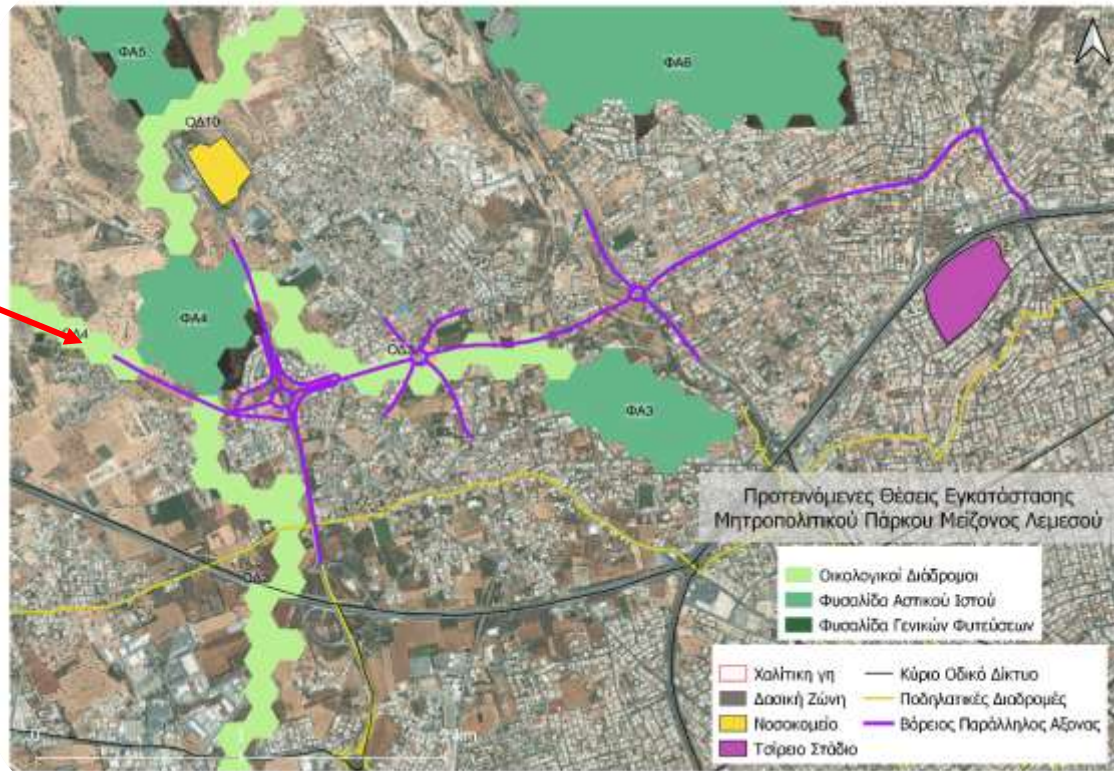 ΦΑ5
ΦΑ6
ΟΔ10
ΦΑ4
ΦΑ3
Προτεινόμενες Θέσεις Εγκατάστασης
Μητροπολιτικού Πάρκου Μείζονος Λεμεσού
Οικολογικοί Διάδρομοι
Φυσαλίδα Αστικού Ιστού
Φυσαλίδα Γενικών Φυτεύσεων
Χαλίτικη γη
Δασική Ζώνη
Νοσοκομείο
Τσίρειο Στάδιο
Κύριο Οδικό Δίκτυο
Ποδηλατικές Διαδρομές
Βόρειος Παράλληλος Αξονας